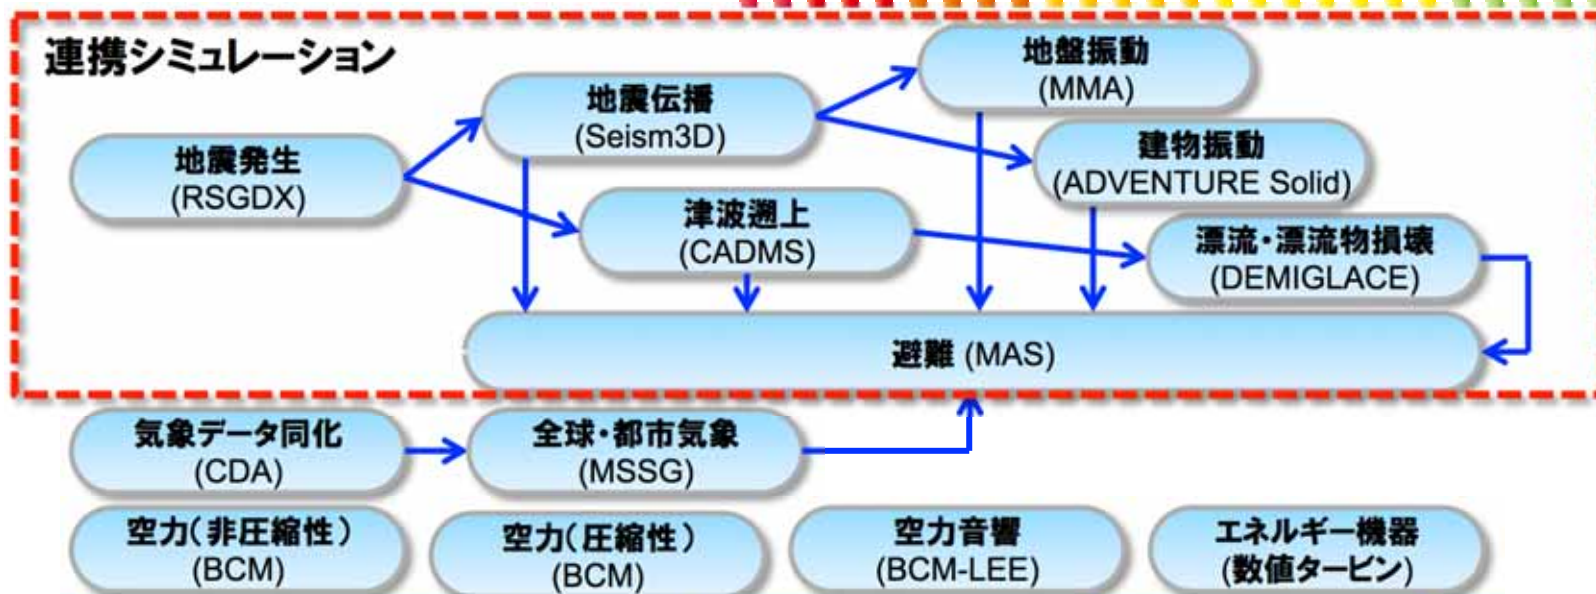 連携シミュレーション
地盤振動
(MMA)
地震伝播
(Seism3D)
建物振動
(ADVENTURE Solid)
地震発生
(RSGDX)
津波遡上
(CADMS)
漂流・漂流物損壊
(DEMIGLACE)
避難 (MAS)
気象データ同化
(CDA)
全球・都市気象
(MSSG)
空力(非圧縮性)
(BCM)
空力(圧縮性)
(BCM)
空力音響
(BCM-LEE)
エネルギー機器
(数値タービン)